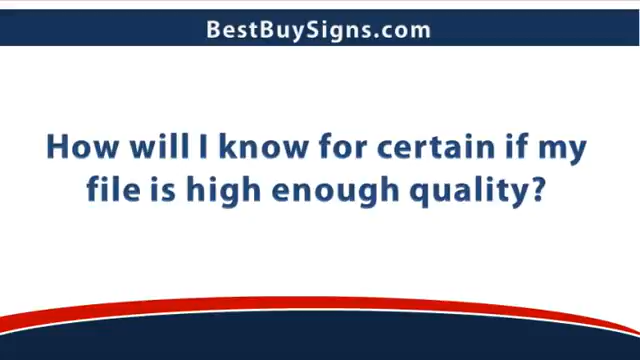 BestBuySigns.com
How will I know for certain if my
file is high enough quality?